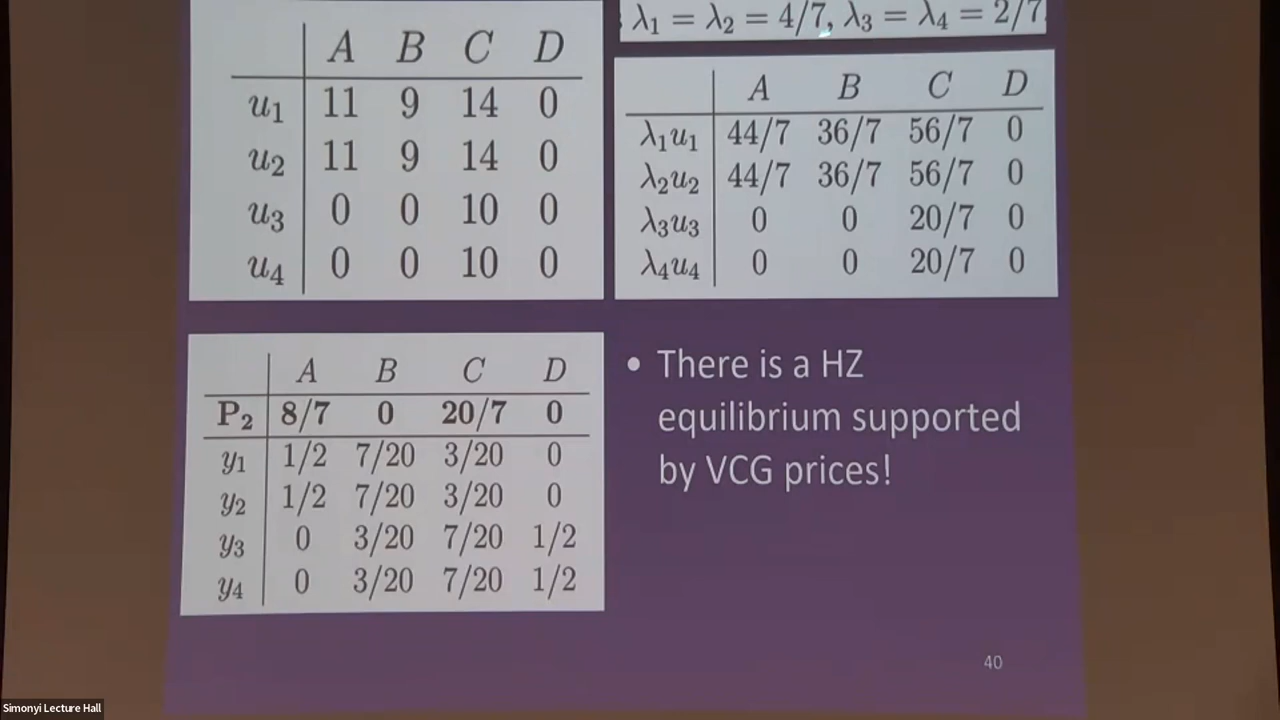 λ₁ = λ₂ = 4/7, λ₃ = λ₄ = 2/7
A B C D
u₁ 11 9 14 0
u₂ 11 9 14 0
u₃ 0 0 10 0
u₄ 0 0 10 0
A B C D
λ₁u₁ 44/7 36/7 56/7 0
λ₂u₂ 44/7 36/7 56/7 0
λ₃u₃ 0 0 20/7 0
λ₄u₄ 0 0 20/7 0
A B C D
P₂ 8/7 0 20/7 0
y₁ 1/2 7/20 3/20 0
y₂ 1/2 7/20 3/20 0
y₃ 0 3/20 7/20 1/2
y₄ 0 3/20 7/20 1/2
• There is a HZ
equilibrium supported
by VCG prices!
40
Simonyi Lecture Hall